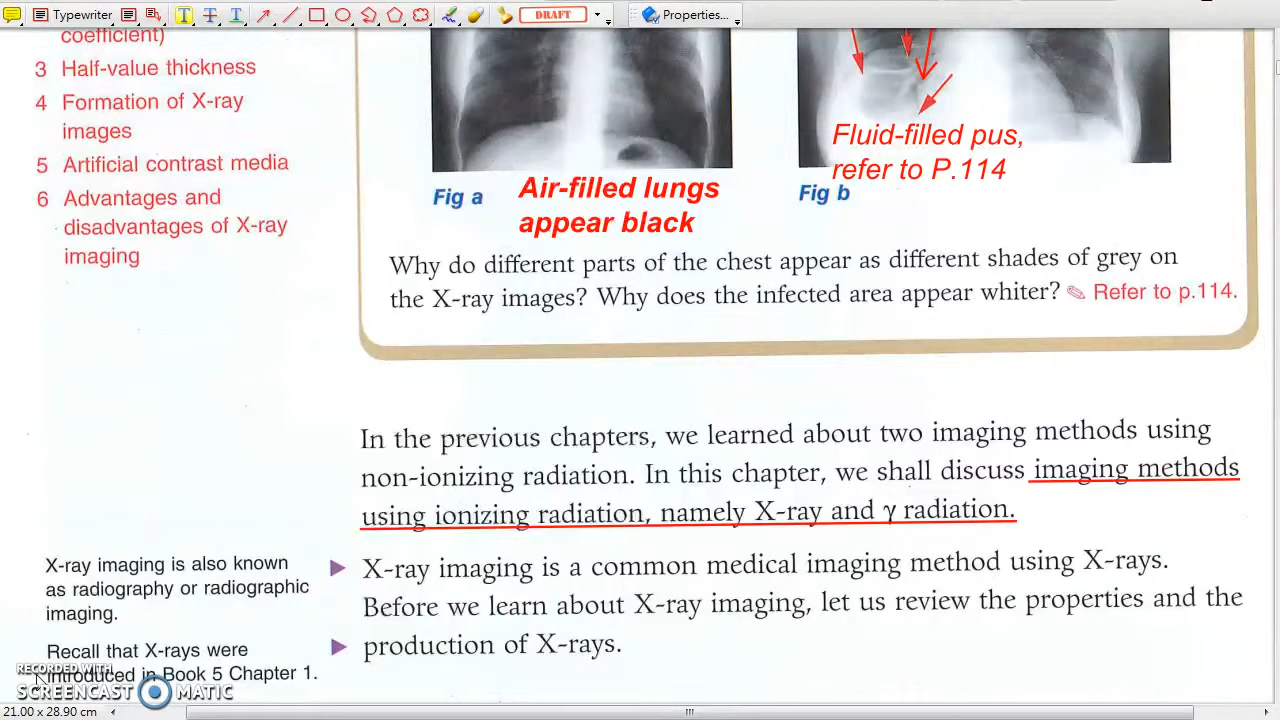 Typewriter
DRAFT
Properties...
coefficient)
3 Half-value thickness
4 Formation of X-ray
images
5 Artificial contrast media
6 Advantages and
disadvantages of X-ray
imaging
Fluid-filled pus,
refer to P.114
Fig a
Air-filled lungs
appear black
Fig b
Why do different parts of the chest appear as different shades of grey on
the X-ray images? Why does the infected area appear whiter? ✎ Refer to p.114.
In the previous chapters, we learned about two imaging methods using
non-ionizing radiation. In this chapter, we shall discuss imaging methods
using ionizing radiation, namely X-ray and γ radiation.
X-ray imaging is also known
as radiography or radiographic
imaging.
X-ray imaging is a common medical imaging method using X-rays.
Before we learn about X-ray imaging, let us review the properties and the
production of X-rays.
Recall that X-rays were
introduced in Book 5 Chapter 1.
RECORDED WITH
SCREENCAST MATIC
21.00 x 28.90 cm